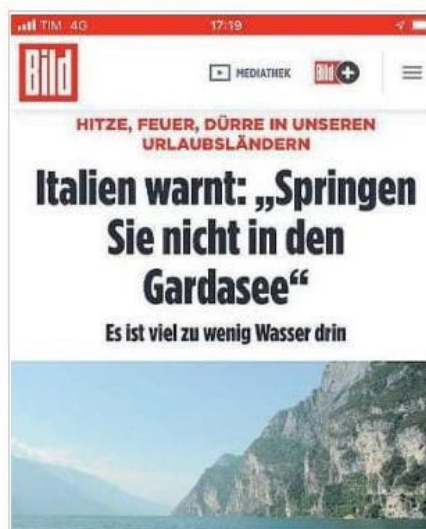 TIM 4G 17:19
Bild MEDIATHEK Bild+
HITZE, FEUER, DÜRRE IN UNSEREN
URLAUBSLÄNDERN
Italien warnt: „Springen
Sie nicht in den
Gardasee“
Es ist viel zu wenig Wasser drin